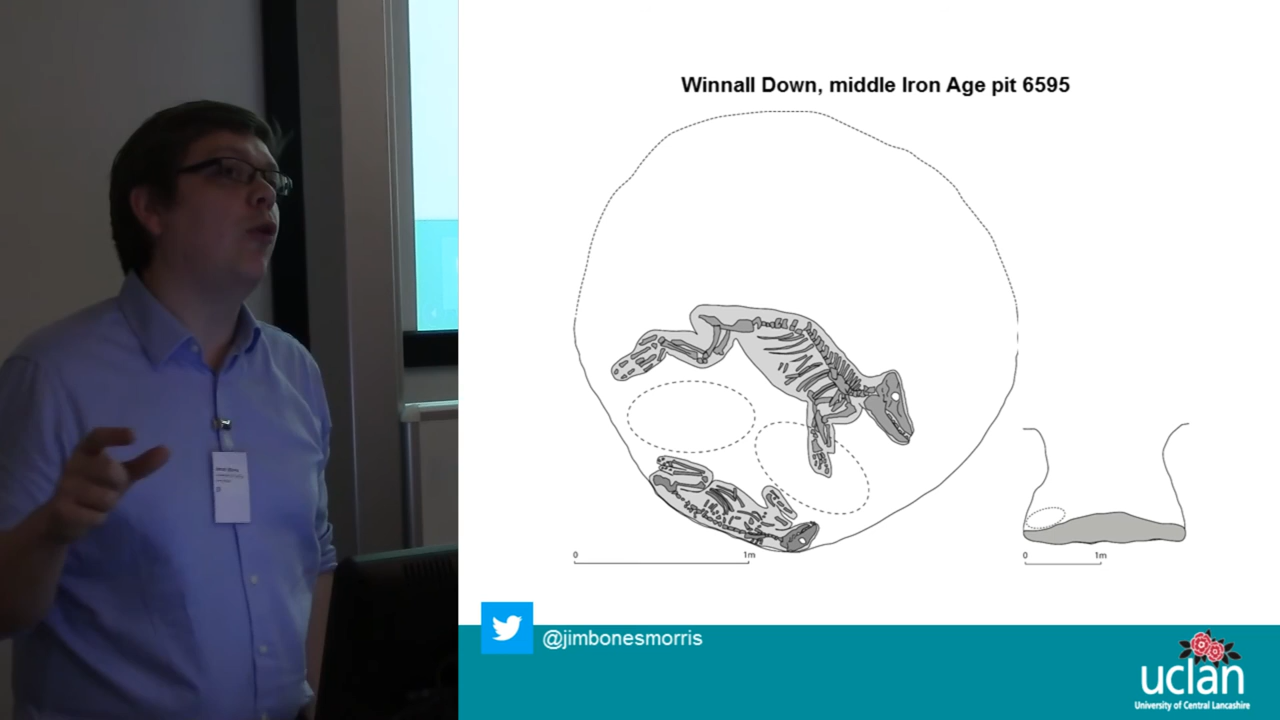 Winnall Down, middle Iron Age pit 6595
0
1m
0
1m
@jimbonesmorris
uclan
University of Central Lancashire